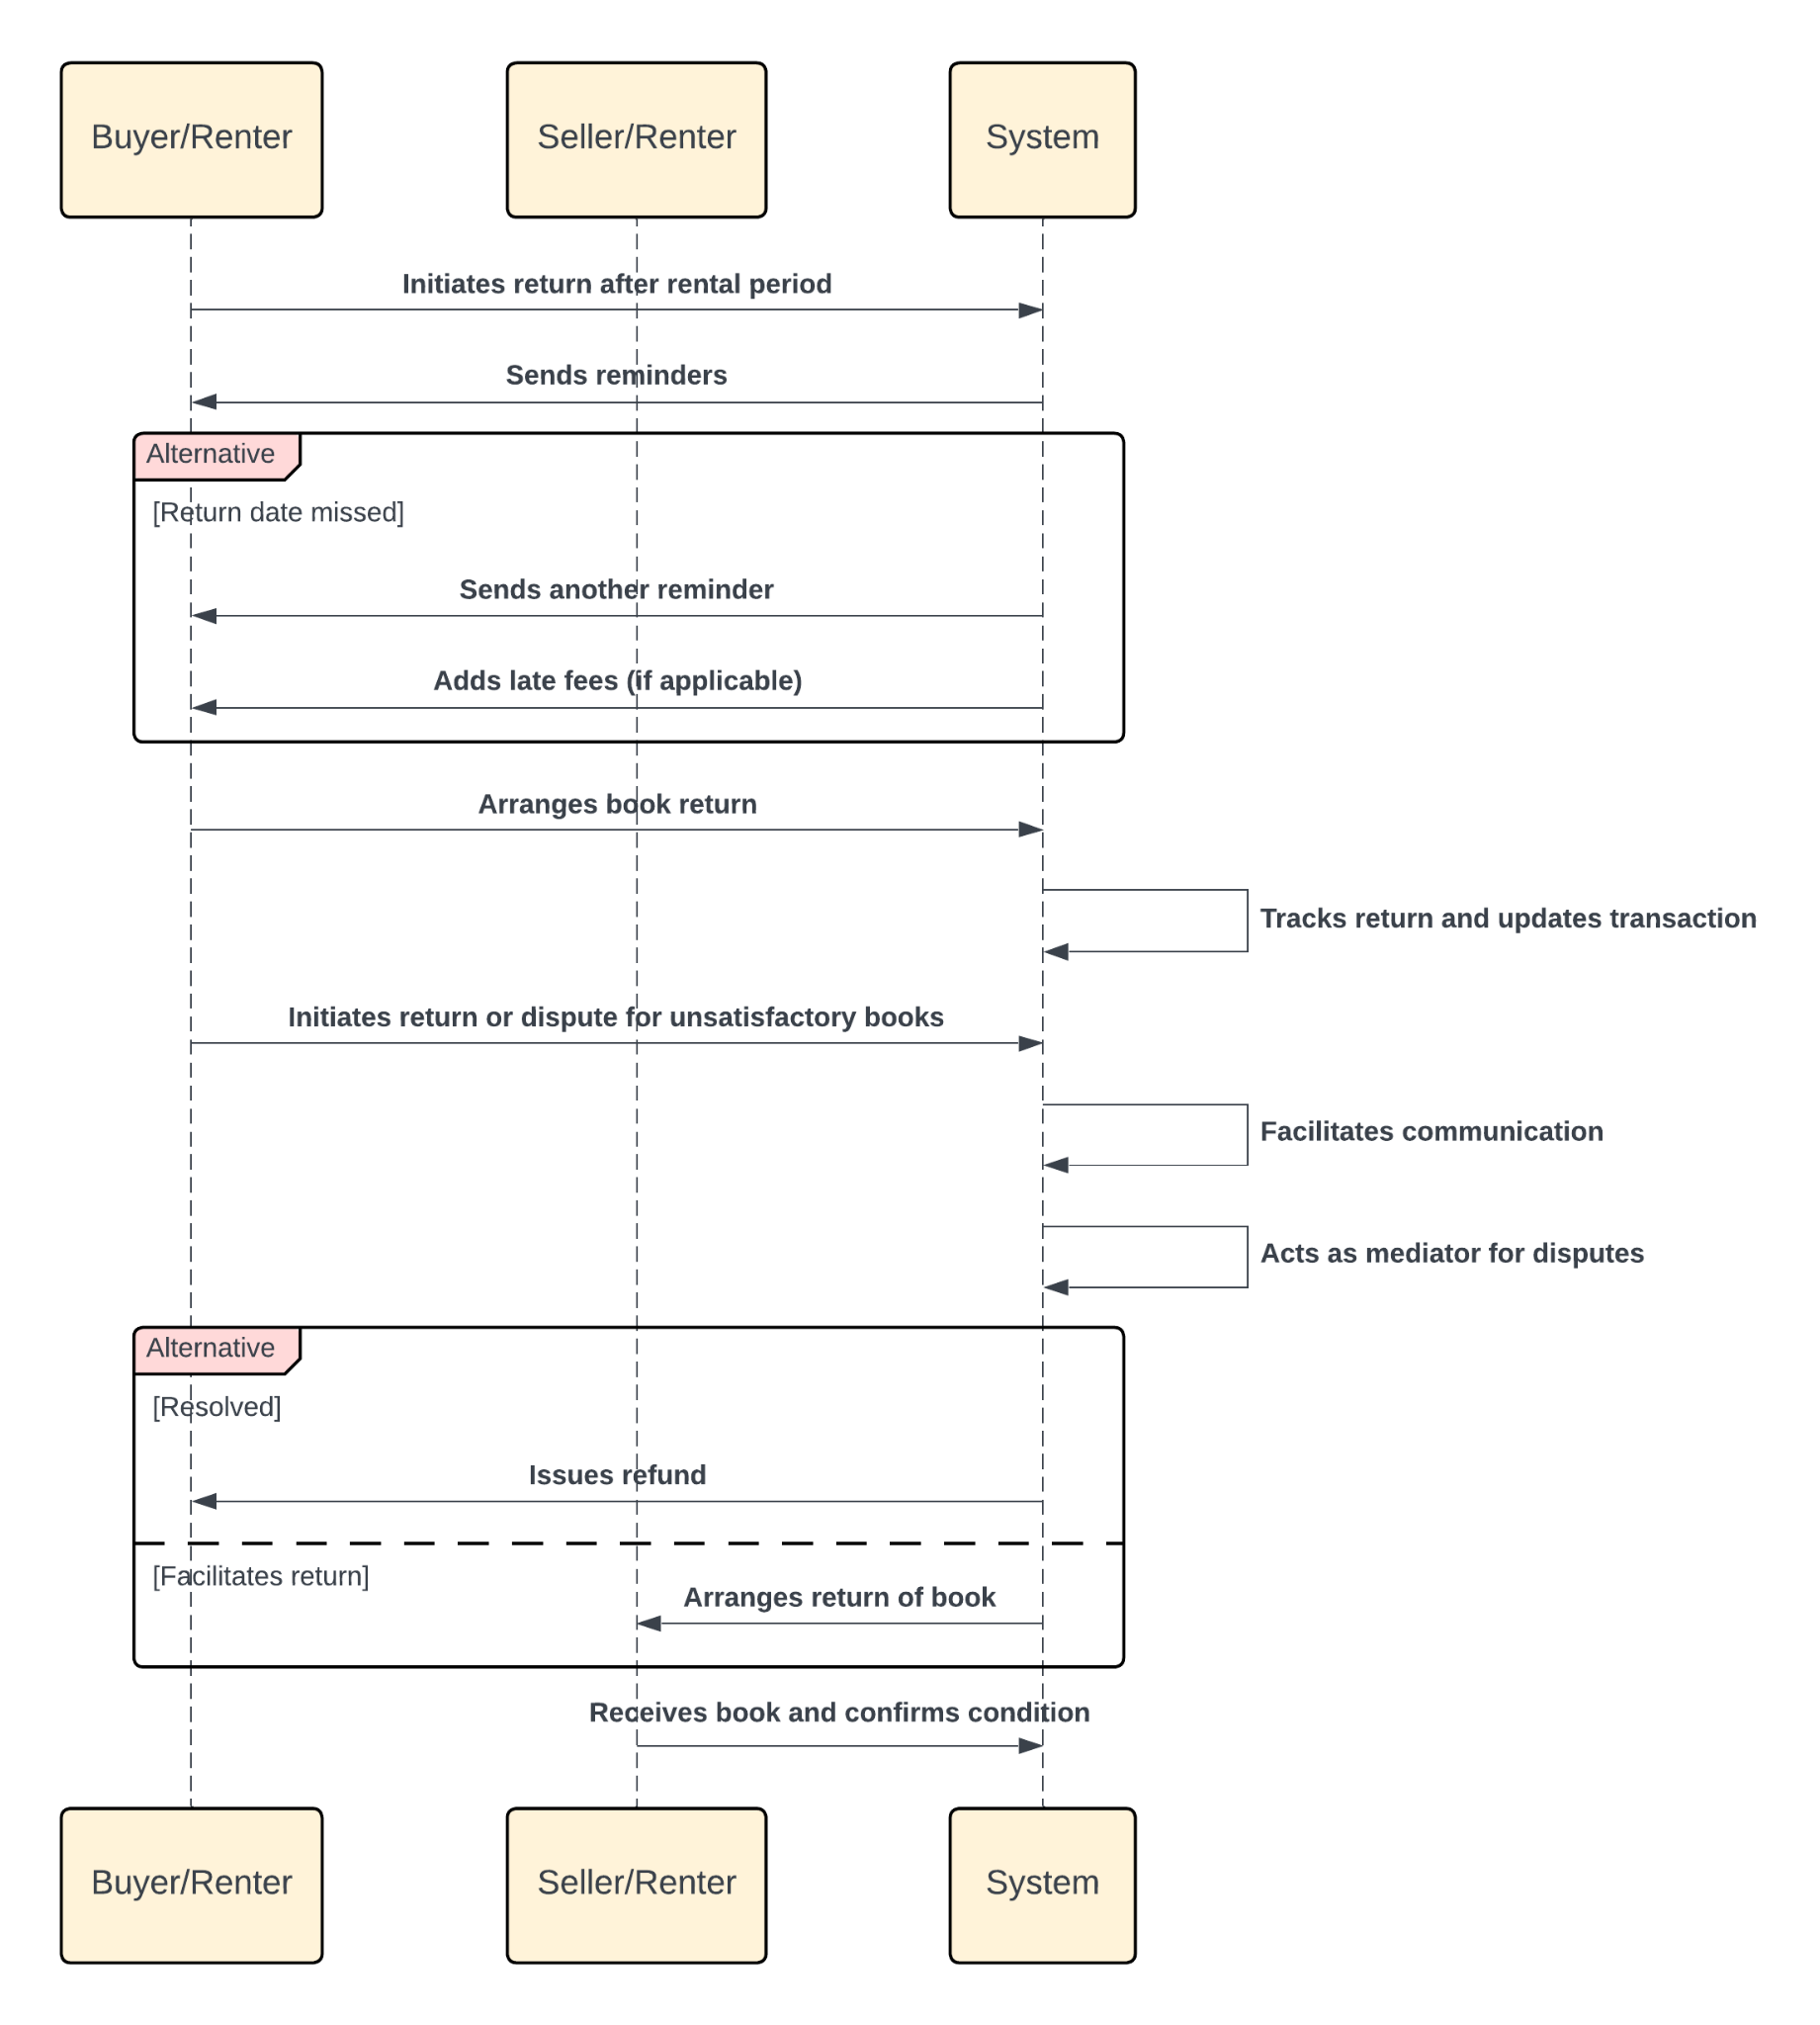 Buyer/Renter
Seller/Renter
System
Initiates return after rental period
Sends reminders
Alternative
[Return date missed]
Sends another reminder
Adds late fees (if applicable)
Arranges book return
Tracks return and updates transaction
Initiates return or dispute for unsatisfactory books
Facilitates communication
Acts as mediator for disputes
Alternative
[Resolved]
Issues refund
[Facilitates return]
Arranges return of book
Receives book and confirms condition
Buyer/Renter
Seller/Renter
System